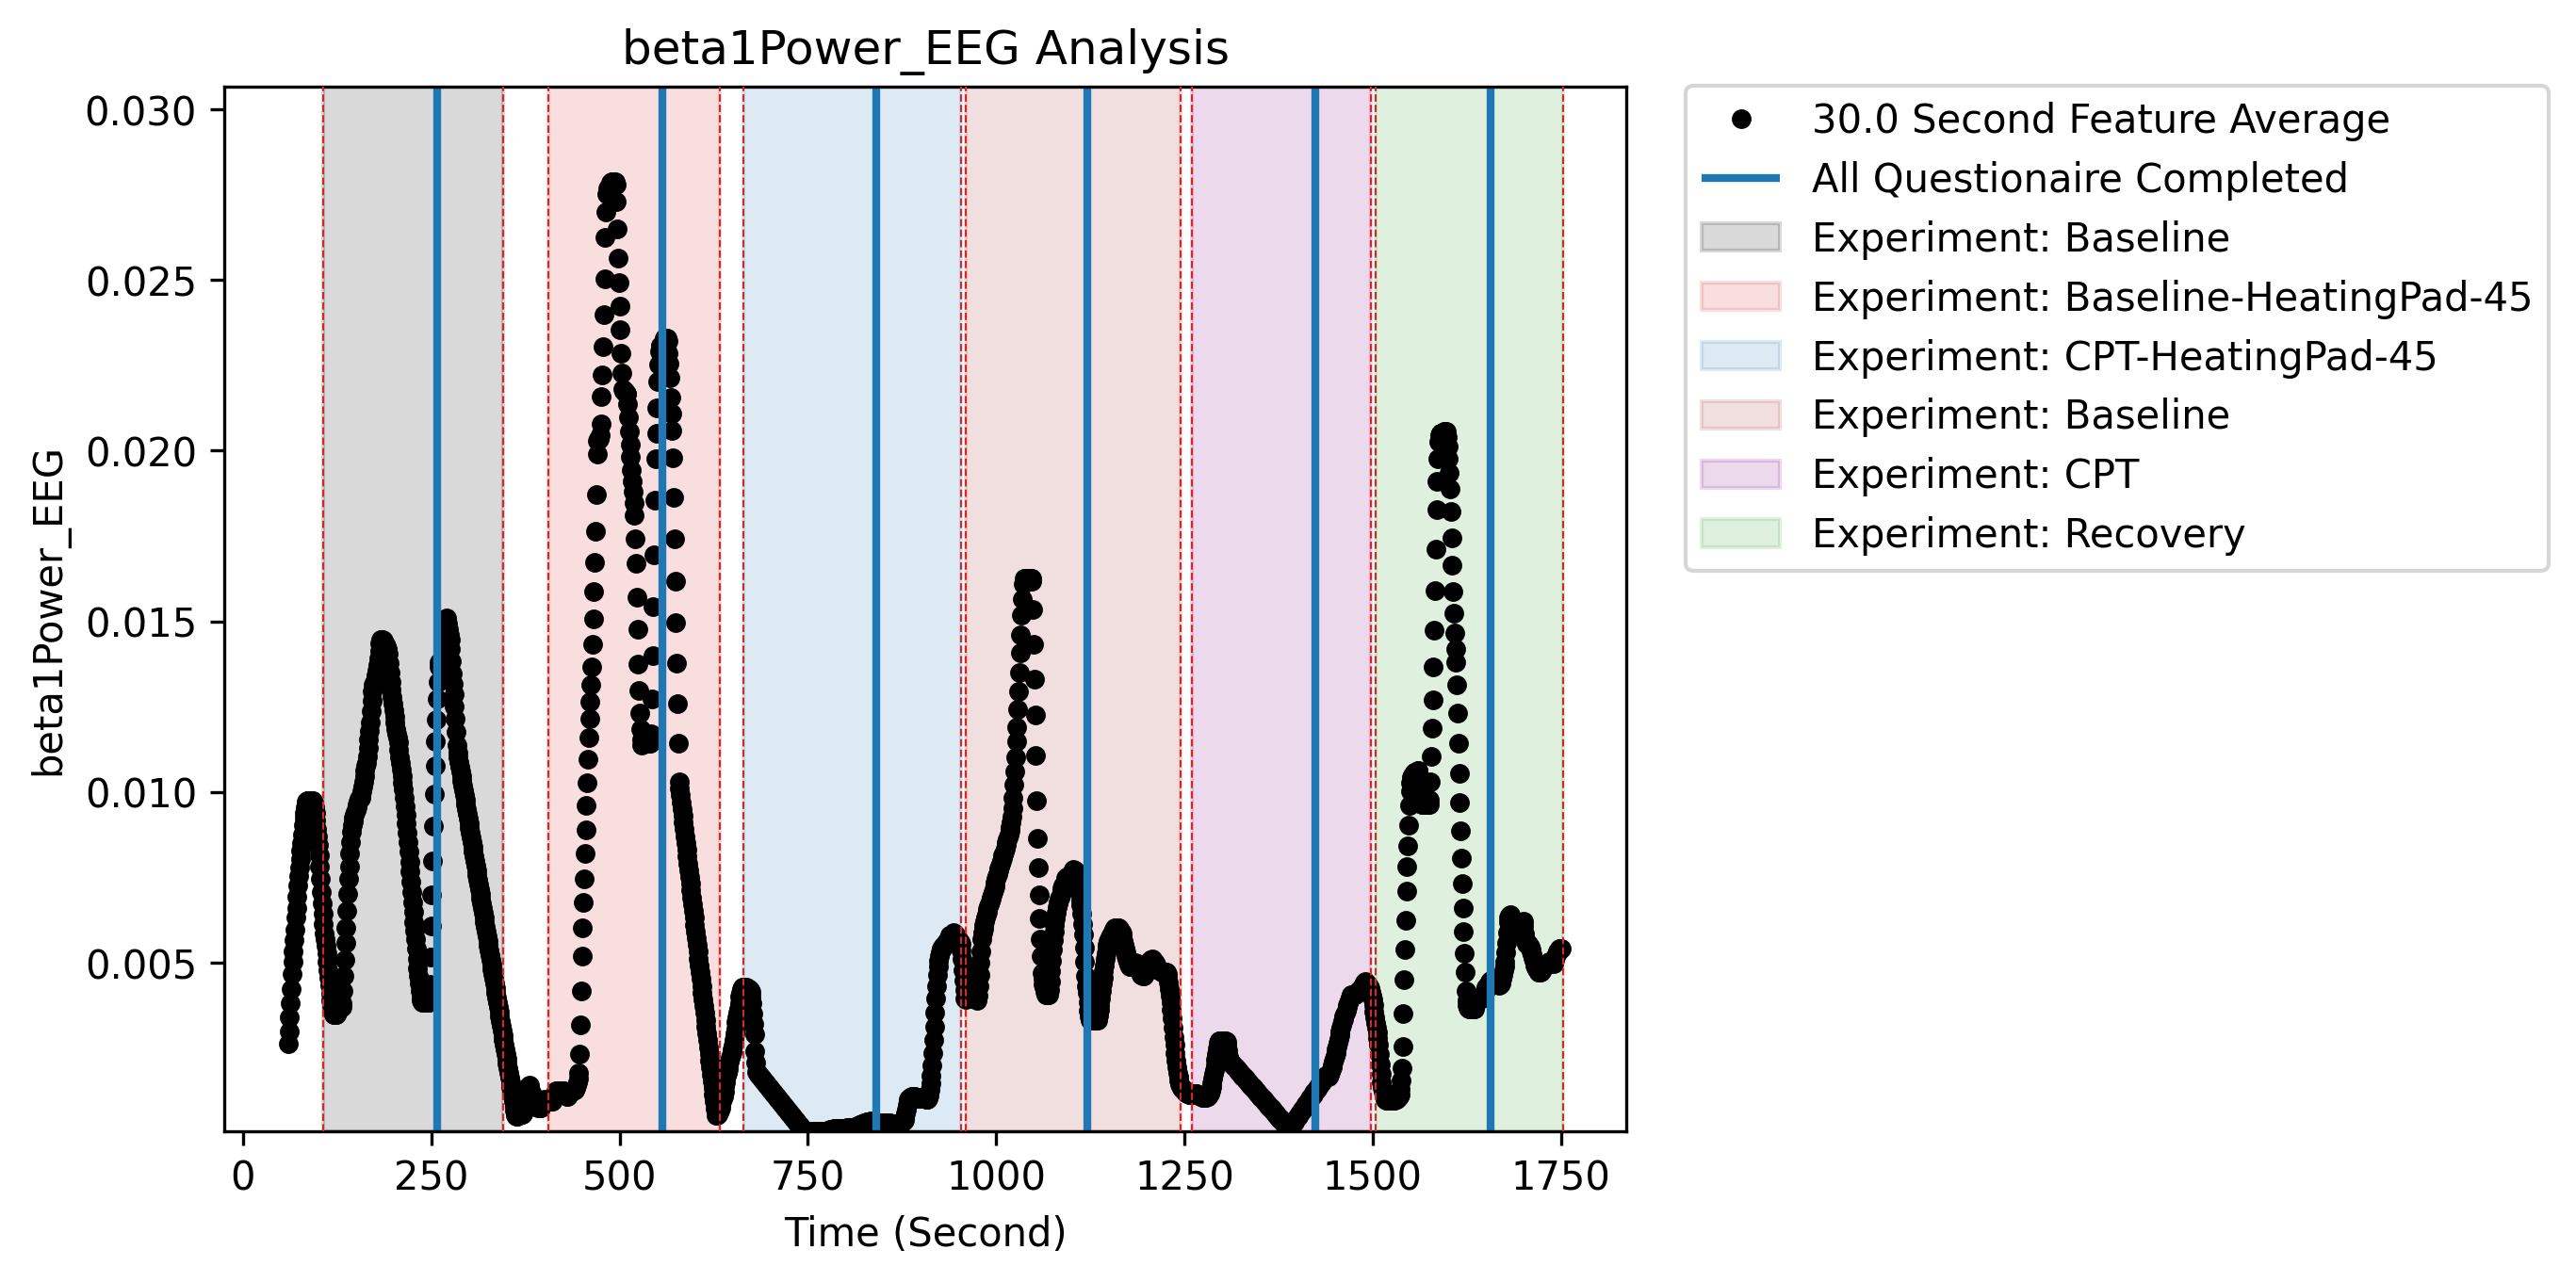 beta1Power_EEG Analysis
beta1Power_EEG
0.030
0.025
0.020
0.015
0.010
0.005
0 250 500 750 1000 1250 1500 1750
Time (Second)
30.0 Second Feature Average
All Questionaire Completed
Experiment: Baseline
Experiment: Baseline-HeatingPad-45
Experiment: CPT-HeatingPad-45
Experiment: Baseline
Experiment: CPT
Experiment: Recovery